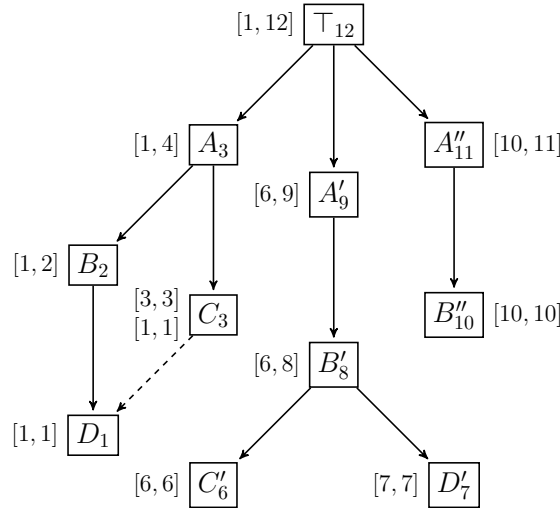 [1, 12] ⊤₁₂
[1, 4] A₃
A″₁₁ [10, 11]
[6, 9] A′₉
[1, 2] B₂
[3, 3]
[1, 1] C₃
B″₁₀ [10, 10]
[6, 8] B′₈
[1, 1] D₁
[6, 6] C′₆
[7, 7] D′₇